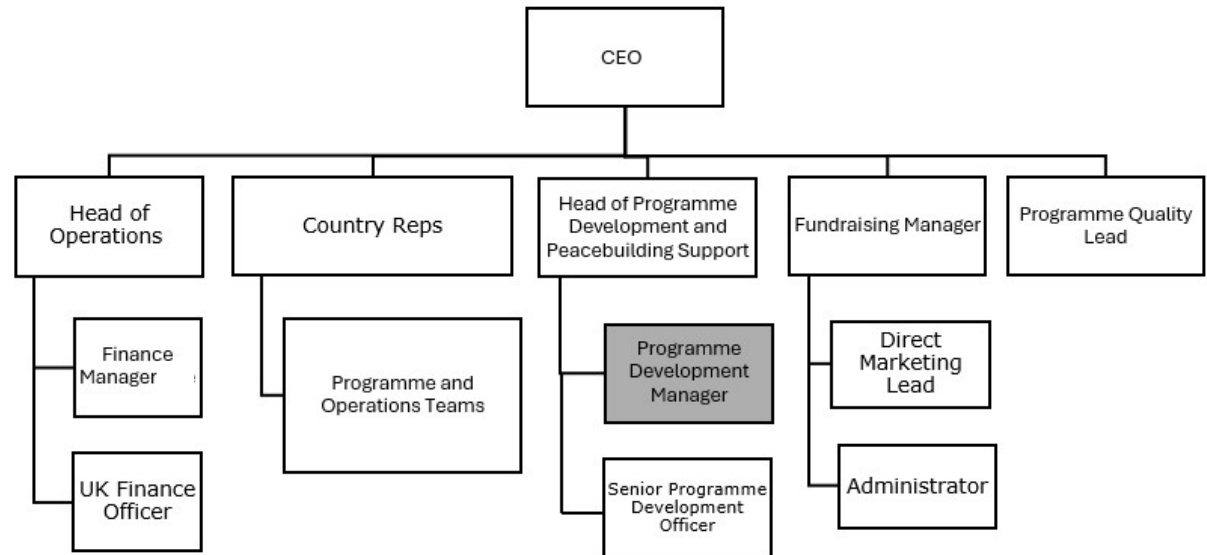 CEO
Head of
Operations
Country Reps
Head of Programme
Development and
Peacebuilding Support
Fundraising Manager
Programme Quality
Lead
Finance
Manager
Programme and
Operations Teams
Programme
Development
Manager
Direct
Marketing
Lead
UK Finance
Officer
Senior Programme
Development
Officer
Administrator